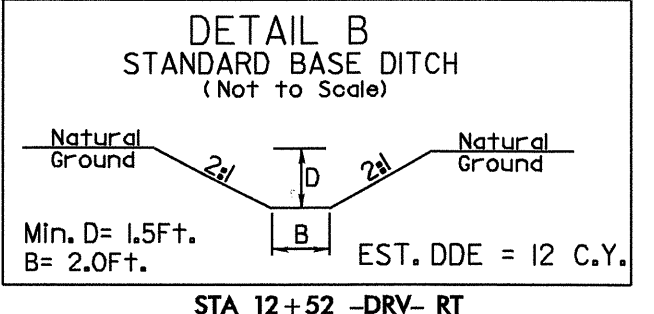 DETAIL B
STANDARD BASE DITCH
(Not to Scale)
Natural
Ground
2:1
D
2:1
Natural
Ground
Min. D= 1.5Ft.
B= 2.0Ft.
B
EST. DDE = 12 C.Y.
STA 12+52 -DRV- RT